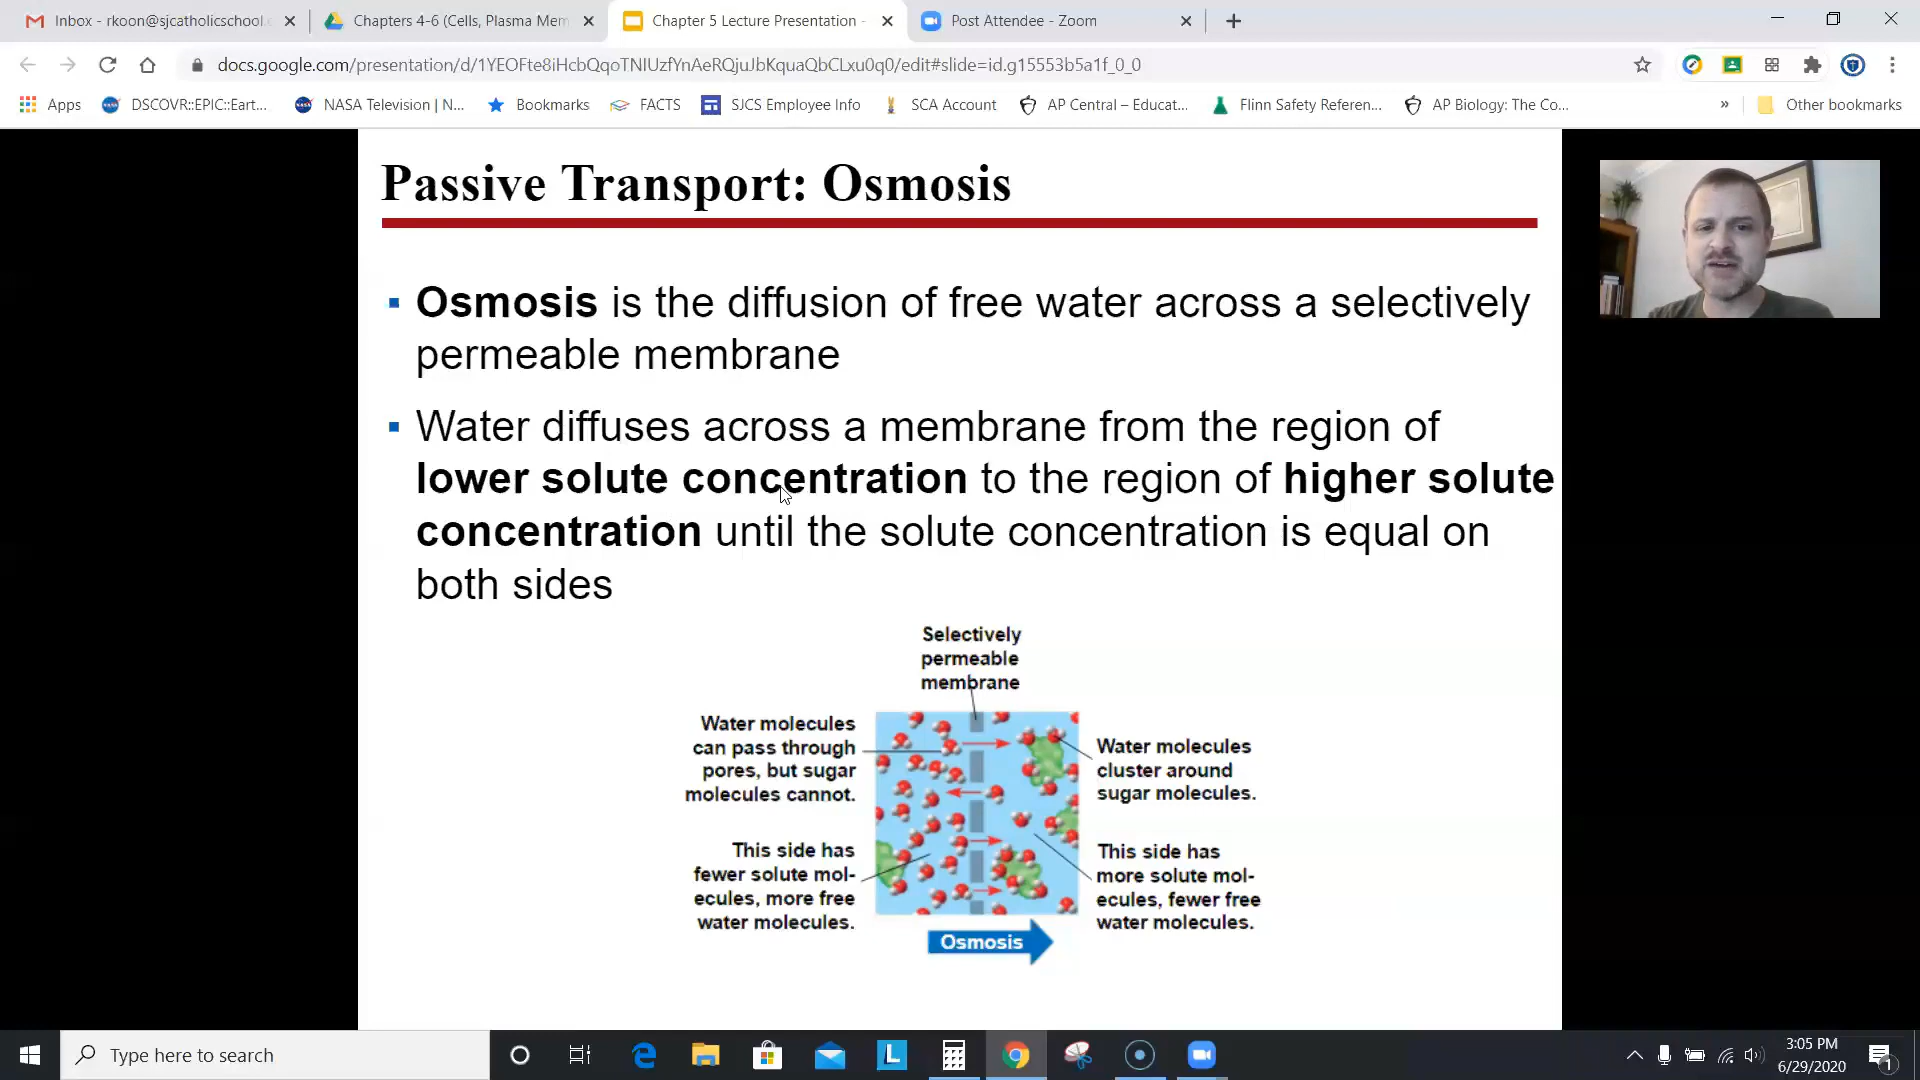 Inbox - rkoon@sjcatholicschool.
Chapters 4-6 (Cells, Plasma Mem
Chapter 5 Lecture Presentation -
Post Attendee - Zoom
docs.google.com/presentation/d/1YEOFte8iHcbQqoTNIUzfYnAeRQjuJbKquaQbCLxu0q0/edit#slide=id.g15553b5a1f_0_0
Apps
DSCOVR::EPIC::Eart...
NASA Television | N...
Bookmarks
FACTS
SJCS Employee Info
SCA Account
AP Central – Educat...
Flinn Safety Referen...
AP Biology: The Co...
»
Other bookmarks
Passive Transport: Osmosis
▪ Osmosis is the diffusion of free water across a selectively
permeable membrane
▪ Water diffuses across a membrane from the region of
lower solute concentration to the region of higher solute
concentration until the solute concentration is equal on
both sides
Selectively
permeable
membrane
Water molecules
can pass through
pores, but sugar
molecules cannot.
Water molecules
cluster around
sugar molecules.
This side has
fewer solute mol-
ecules, more free
water molecules.
This side has
more solute mol-
ecules, fewer free
water molecules.
Osmosis
Type here to search
L
3:05 PM
6/29/2020
1